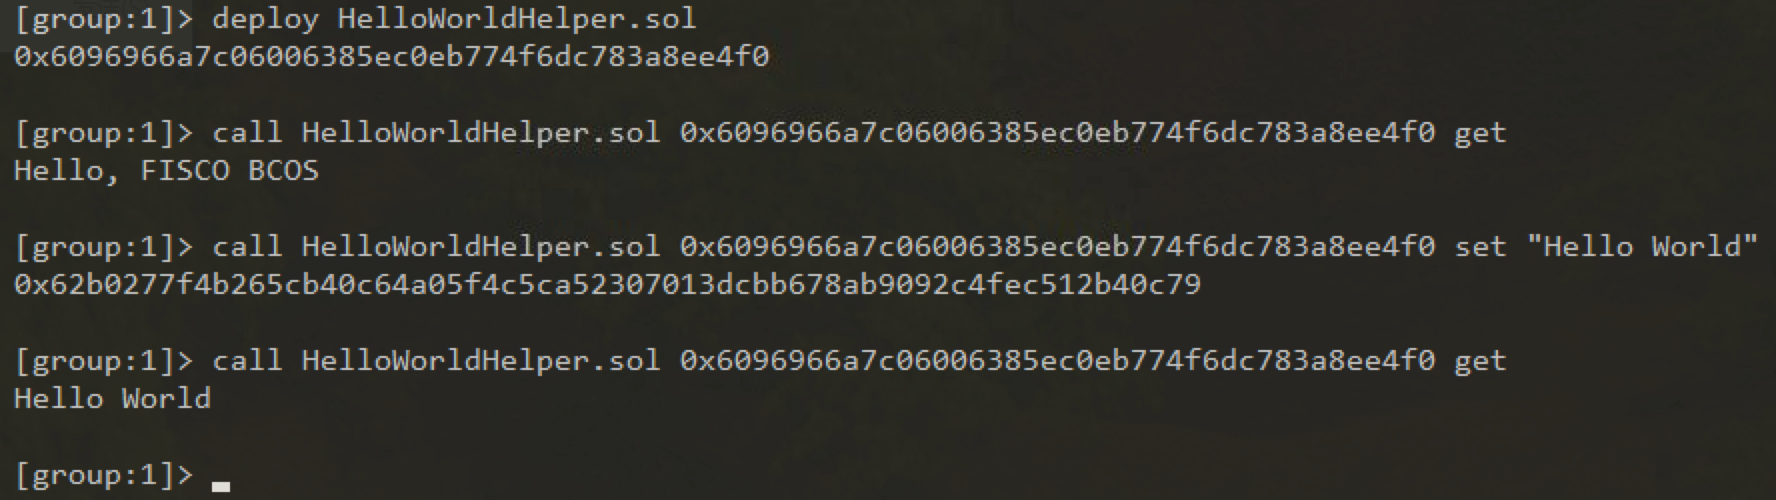 [group:1]> deploy HelloWorldHelper.sol
0x6096966a7c06006385ec0eb774f6dc783a8ee4f0
[group:1]> call HelloWorldHelper.sol 0x6096966a7c06006385ec0eb774f6dc783a8ee4f0 get
Hello, FISCO BCOS
[group:1]> call HelloWorldHelper.sol 0x6096966a7c06006385ec0eb774f6dc783a8ee4f0 set "Hello World"
0x62b0277f4b265cb40c64a05f4c5ca52307013dcbb678ab9092c4fec512b40c79
[group:1]> call HelloWorldHelper.sol 0x6096966a7c06006385ec0eb774f6dc783a8ee4f0 get
Hello World
[group:1]>